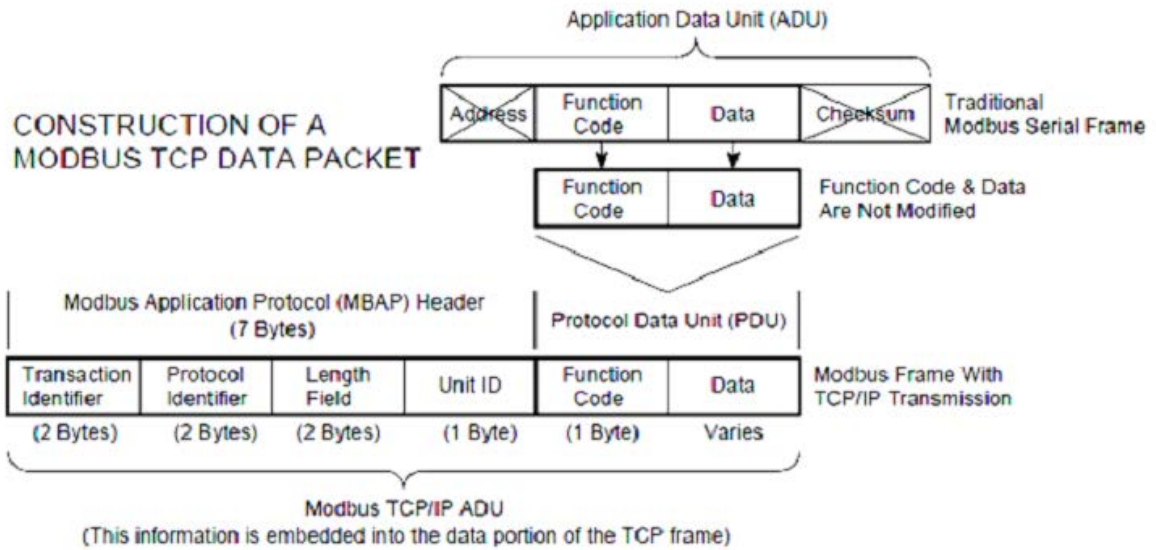 Application Data Unit (ADU)
CONSTRUCTION OF A
MODBUS TCP DATA PACKET
Address
Function
Code
Data
Checksum
Traditional
Modbus Serial Frame
Function
Code
Data
Function Code & Data
Are Not Modified
Modbus Application Protocol (MBAP) Header
(7 Bytes)
Protocol Data Unit (PDU)
Transaction
Identifier
Protocol
Identifier
Length
Field
Unit ID
Function
Code
Data
Modbus Frame With
TCP/IP Transmission
(2 Bytes)
(2 Bytes)
(2 Bytes)
(1 Byte)
(1 Byte)
Varies
Modbus TCP/IP ADU
(This information is embedded into the data portion of the TCP frame)